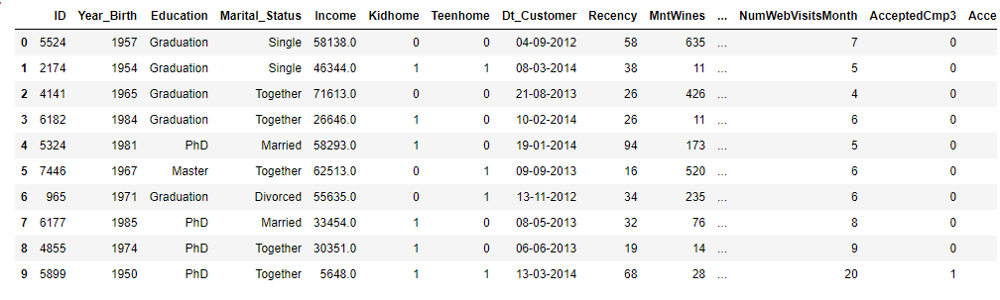 ID Year_Birth Education Marital_Status Income Kidhome Teenhome Dt_Customer Recency MntWines ... NumWebVisitsMonth AcceptedCmp3 Acce
0 5524 1957 Graduation Single 58138.0 0 0 04-09-2012 58 635 ... 7 0
1 2174 1954 Graduation Single 46344.0 1 1 08-03-2014 38 11 ... 5 0
2 4141 1965 Graduation Together 71613.0 0 0 21-08-2013 26 426 ... 4 0
3 6182 1984 Graduation Together 26646.0 1 0 10-02-2014 26 11 ... 6 0
4 5324 1981 PhD Married 58293.0 1 0 19-01-2014 94 173 ... 5 0
5 7446 1967 Master Together 62513.0 0 1 09-09-2013 16 520 ... 6 0
6 965 1971 Graduation Divorced 55635.0 0 1 13-11-2012 34 235 ... 6 0
7 6177 1985 PhD Married 33454.0 1 0 08-05-2013 32 76 ... 8 0
8 4855 1974 PhD Together 30351.0 1 0 06-06-2013 19 14 ... 9 0
9 5899 1950 PhD Together 5648.0 1 1 13-03-2014 68 28 ... 20 1